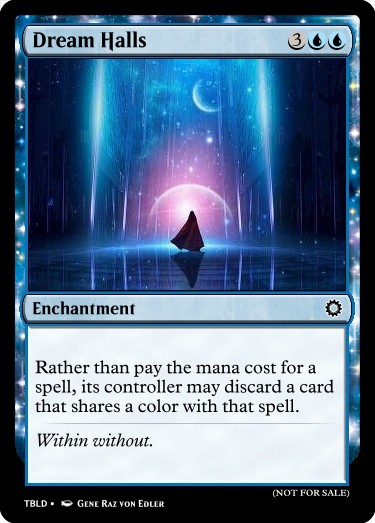 Dream Halls 3
Enchantment
Rather than pay the mana cost for a
spell, its controller may discard a card
that shares a color with that spell.
Within without.
(NOT FOR SALE)
TBLD • Gene Raz von Edler